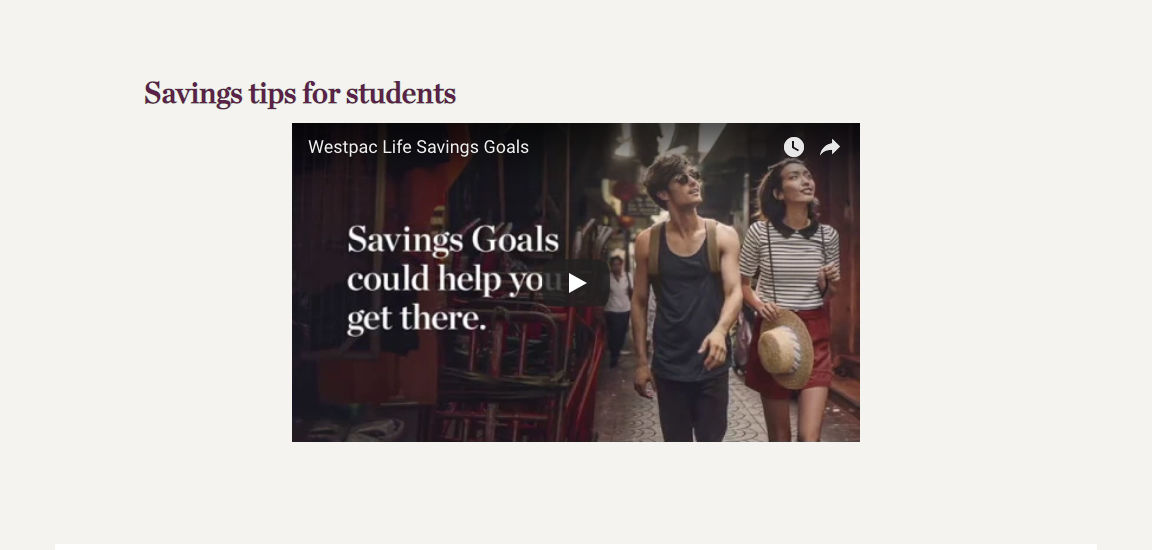 Savings tips for students
Westpac Life Savings Goals
Savings Goals
could help you
get there.